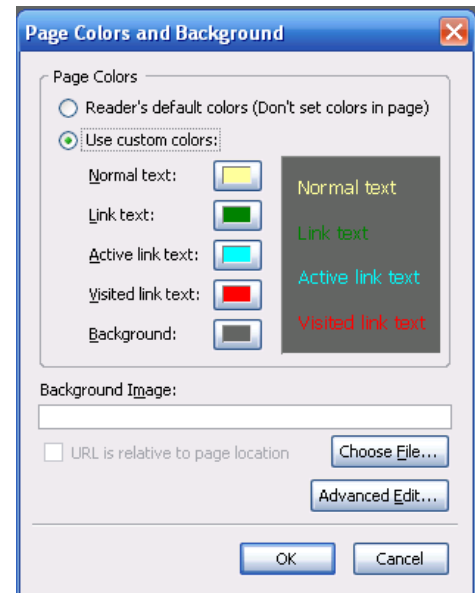 Page Colors and Background
Page Colors
Reader's default colors (Don't set colors in page)
Use custom colors:
Normal text:
Link text:
Active link text:
Visited link text:
Background:
Normal text
Link text
Active link text
Visited link text
Background Image:
URL is relative to page location
Choose File...
Advanced Edit...
OK Cancel